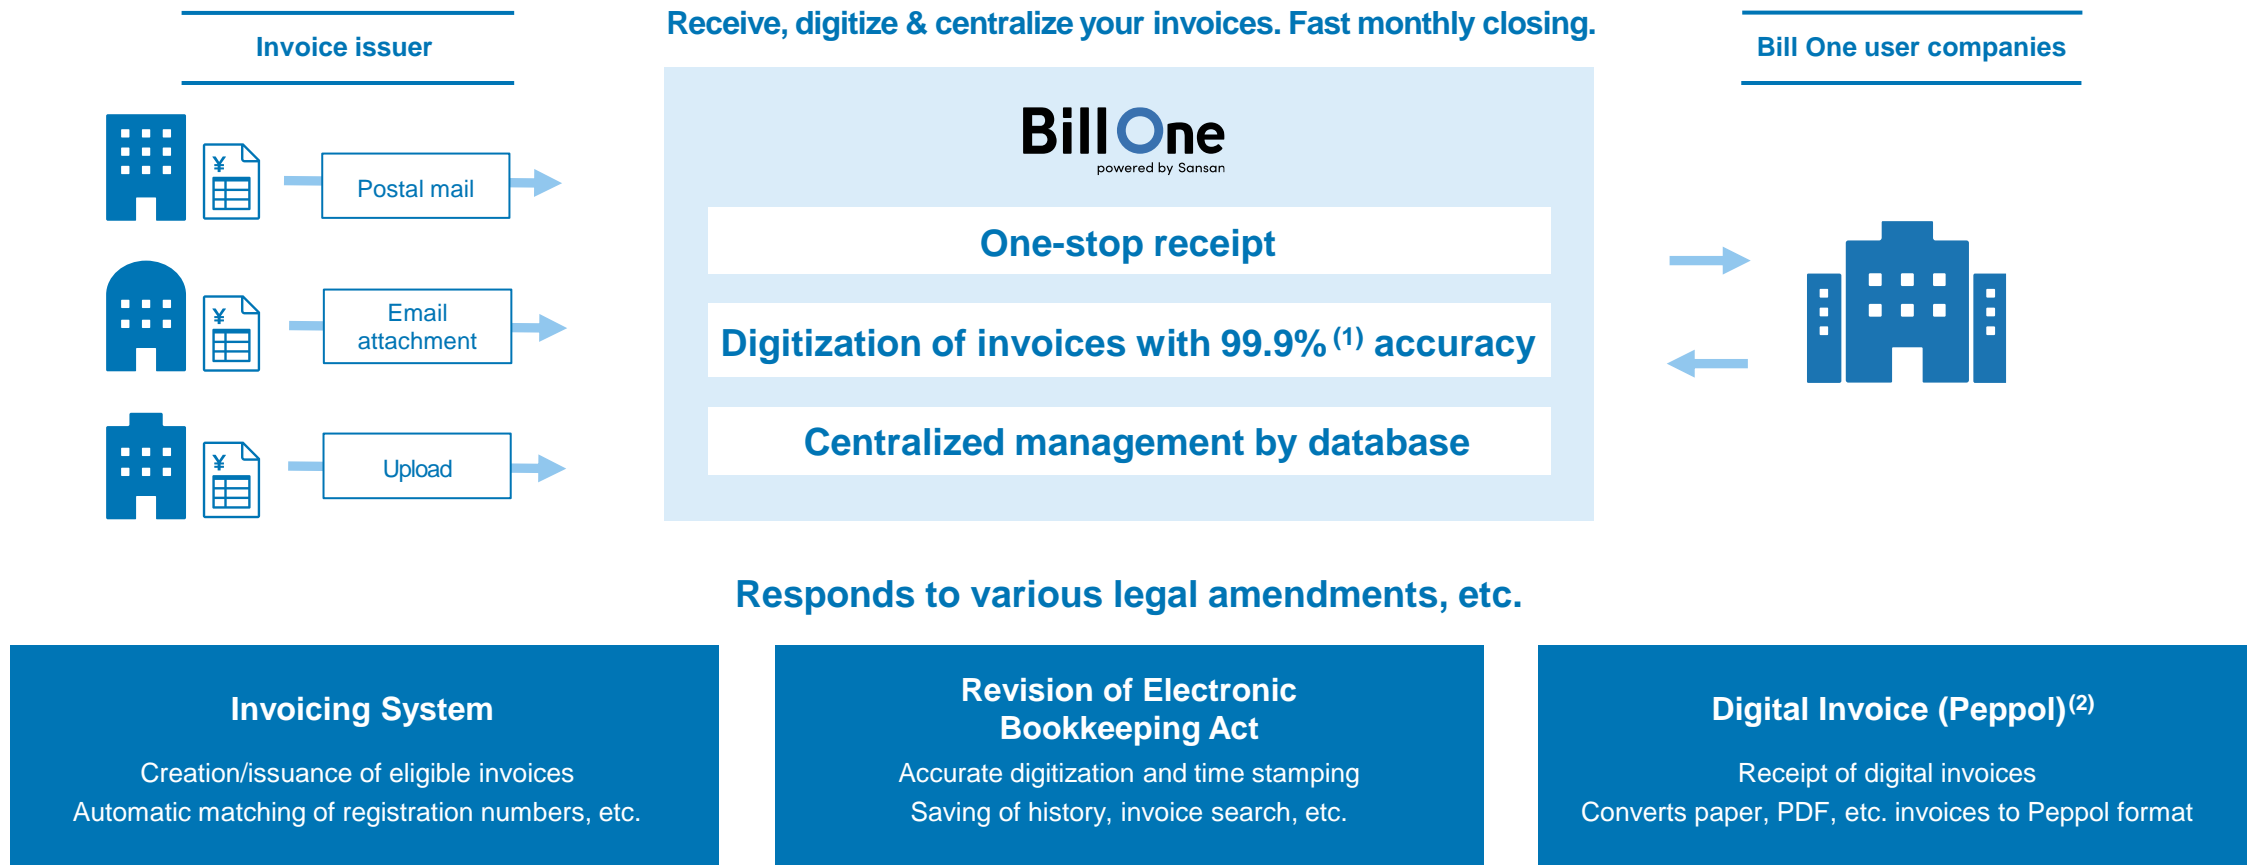 Receive, digitize & centralize your invoices. Fast monthly closing.
Invoice issuer
Bill One user companies
Bill One
powered by Sansan
¥
Postal mail
One-stop receipt
¥
Email
attachment
Digitization of invoices with 99.9% (1) accuracy
¥
Upload
Centralized management by database
Responds to various legal amendments, etc.
Invoicing System
Creation/issuance of eligible invoices
Automatic matching of registration numbers, etc.
Revision of Electronic
Bookkeeping Act
Accurate digitization and time stamping
Saving of history, invoice search, etc.
Digital Invoice (Peppol) (2)
Receipt of digital invoices
Converts paper, PDF, etc. invoices to Peppol format